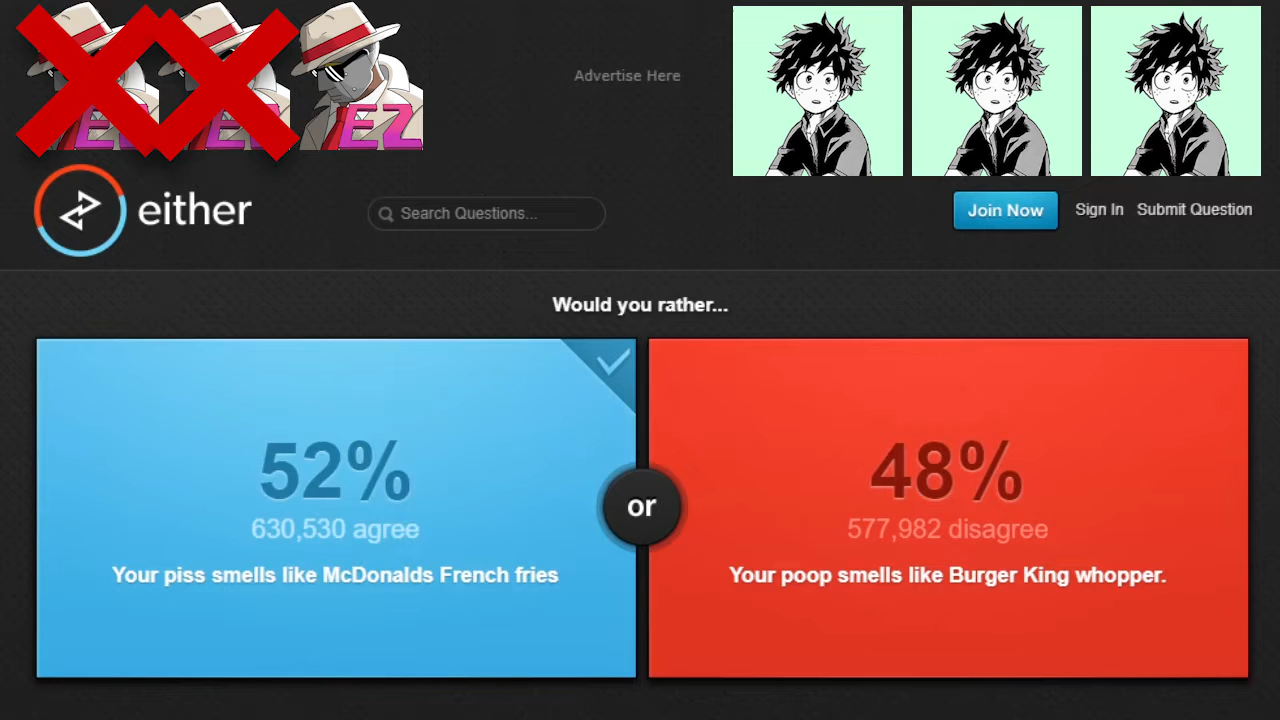 EZ
Advertise Here
either
Search Questions...
Join Now
Sign In
Submit Question
Would you rather...
52%
630,530 agree
Your piss smells like McDonalds French fries
or
48%
577,982 disagree
Your poop smells like Burger King whopper.